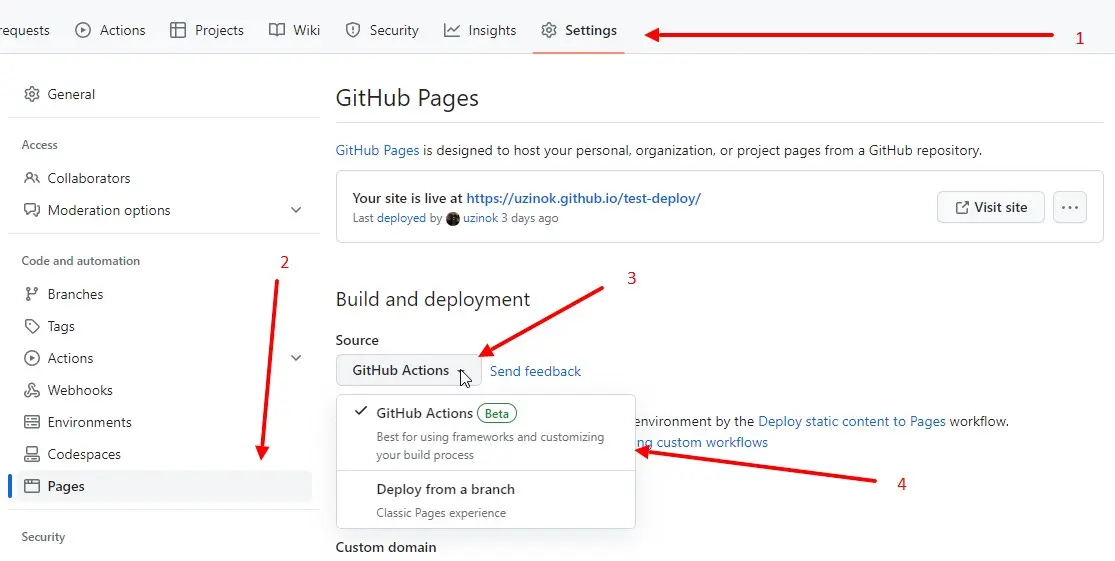 requests Actions Projects Wiki Security Insights Settings 1
General
GitHub Pages
Access
GitHub Pages is designed to host your personal, organization, or project pages from a GitHub repository.
Collaborators
Your site is live at https://uzinok.github.io/test-deploy/
Visit site
Moderation options
Last deployed by uzinok 3 days ago
Code and automation
2
3
Branches
Build and deployment
Tags
Source
Actions
GitHub Actions Send feedback
Webhooks
GitHub Actions Beta
Environments
environment by the Deploy static content to Pages workflow.
Best for using frameworks and customizing
your build process
ng custom workflows
Codespaces
Pages
Deploy from a branch
4
Classic Pages experience
Security
Custom domain